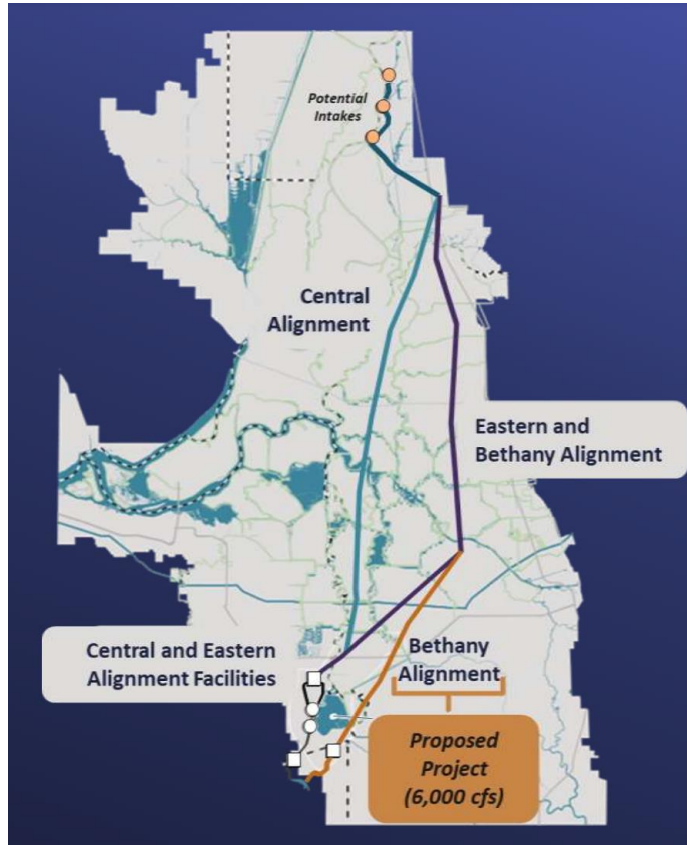 Potential
Intakes
Central
Alignment
Eastern and
Bethany Alignment
Central and Eastern
Alignment Facilities
Bethany
Alignment
Proposed
Project
(6,000 cfs)